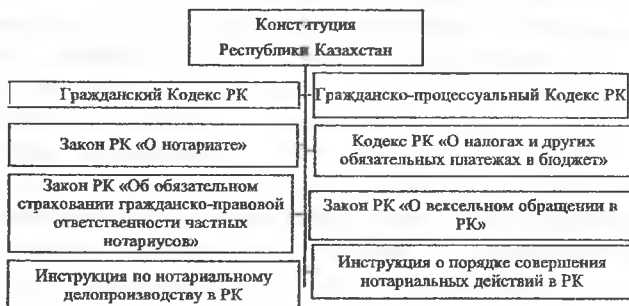 Конституция
Республики Казахстан
Гражданский Кодекс РК
Гражданско-процессуальный Кодекс РК
Закон РК «О нотариате»
Кодекс РК «О налогах и других
обязательных платежах в бюджет»
Закон РК «Об обязательном
страховании гражданско-правовой
ответственности частных
нотариусов»
Закон РК «О вексельном обращении в
РК»
Инструкция по нотариальному
делопроизводству в РК
Инструкция о порядке совершения
нотариальных действий в РК